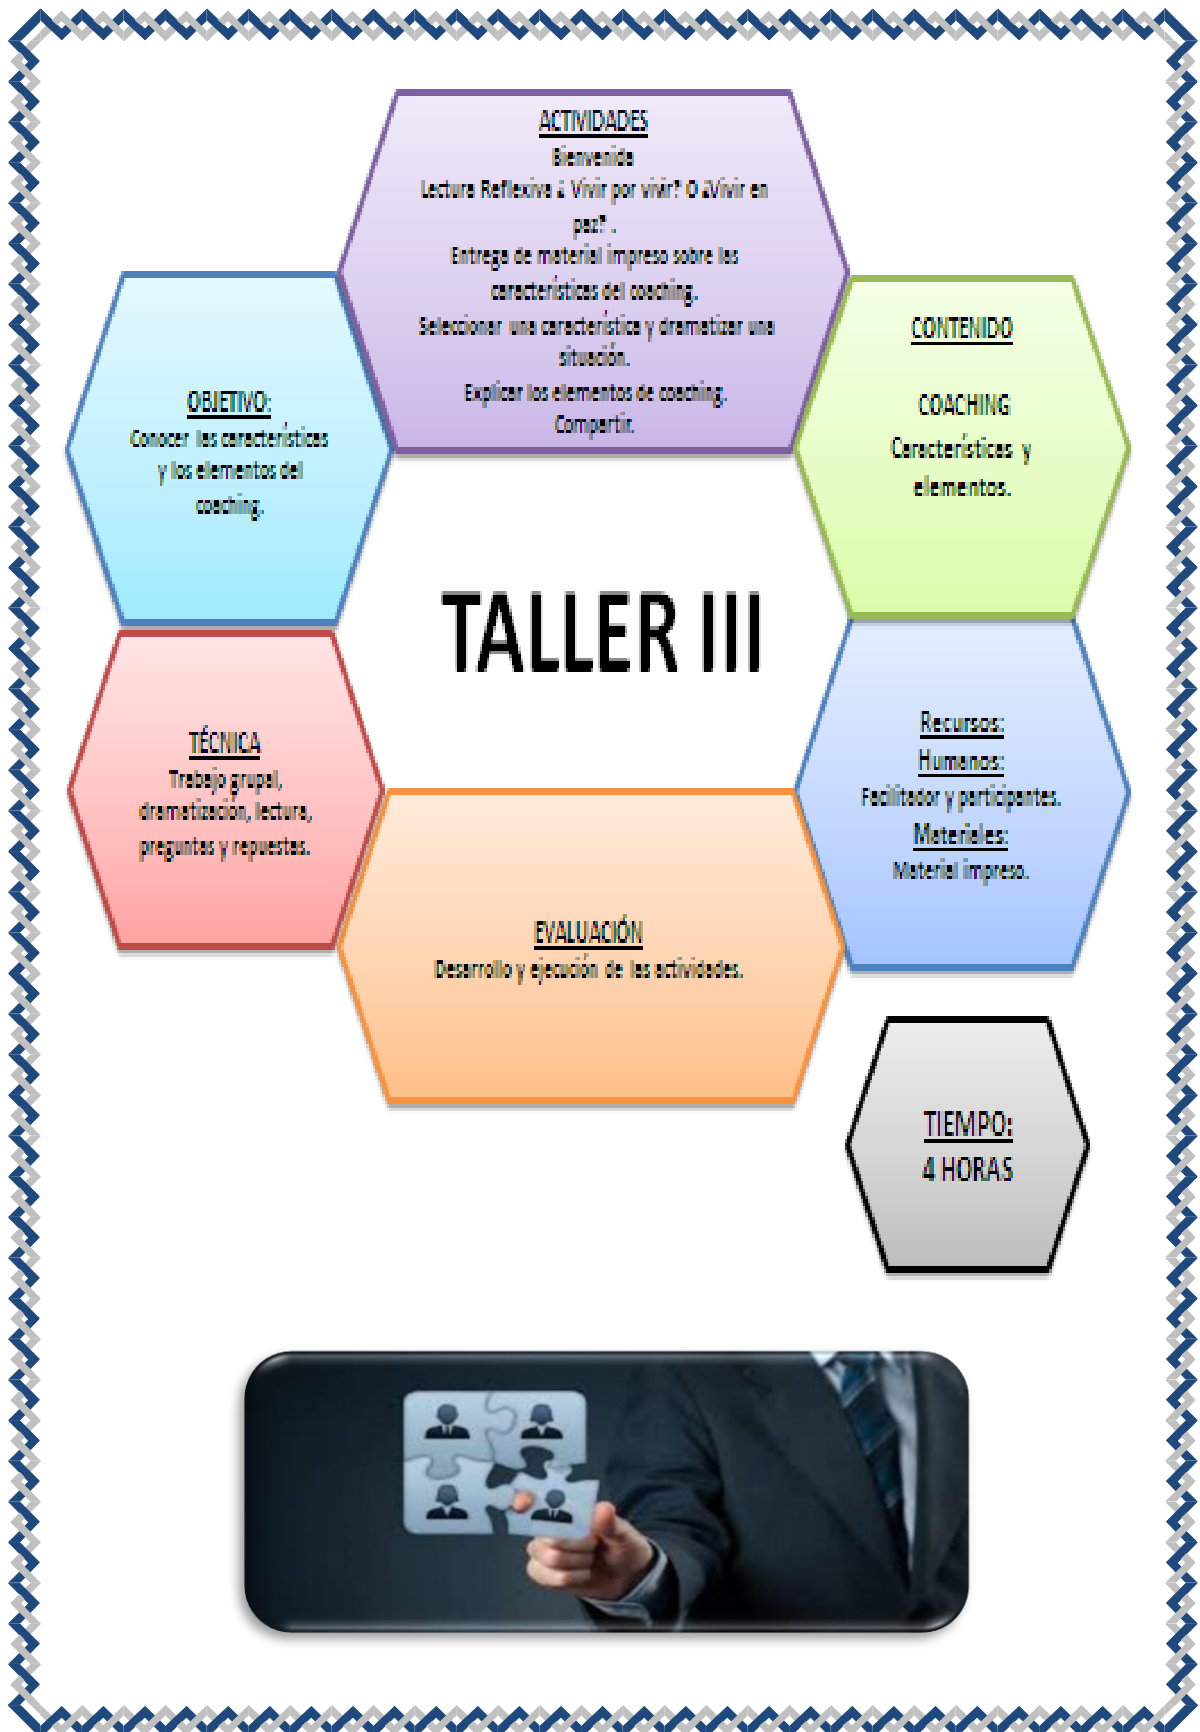 ACTIVIDADES
Bienvenida
Lectura Reflexiva ¿ Vivir por vivir? O ¿Vivir en
paz? .
Entrega de material impreso sobre las
características del coaching.
Seleccionar una característica y dramatizar una
situación.
Explicar los elementos de coaching.
Compartir.
OBJETIVO:
Conocer las características
y los elementos del
coaching.
CONTENIDO
COACHING
Características y
elementos.
TALLER III
TÉCNICA
Trabajo grupal,
dramatización, lectura,
preguntas y repuestas.
Recursos:
Humanos:
Facilitador y participantes.
Materiales:
Material impreso.
EVALUACIÓN
Desarrollo y ejecución de las actividades.
TIEMPO:
4 HORAS